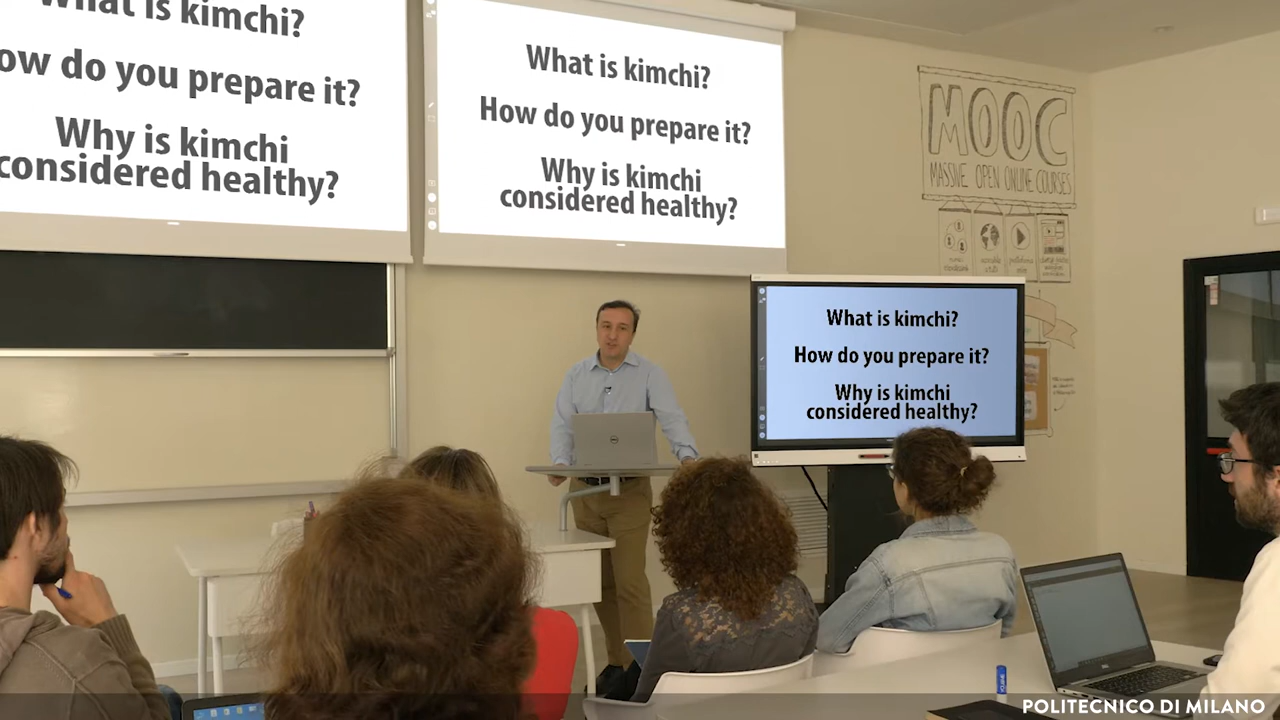 What is kimchi?
ow do you prepare it?
Why is kimchi
considered healthy?
What is kimchi?
How do you prepare it?
Why is kimchi
considered healthy?
MOOC
MASSIVE OPEN ONLINE COURSES
What is kimchi?
How do you prepare it?
Why is kimchi
considered healthy?
DELL
POLITECNICO DI MILANO